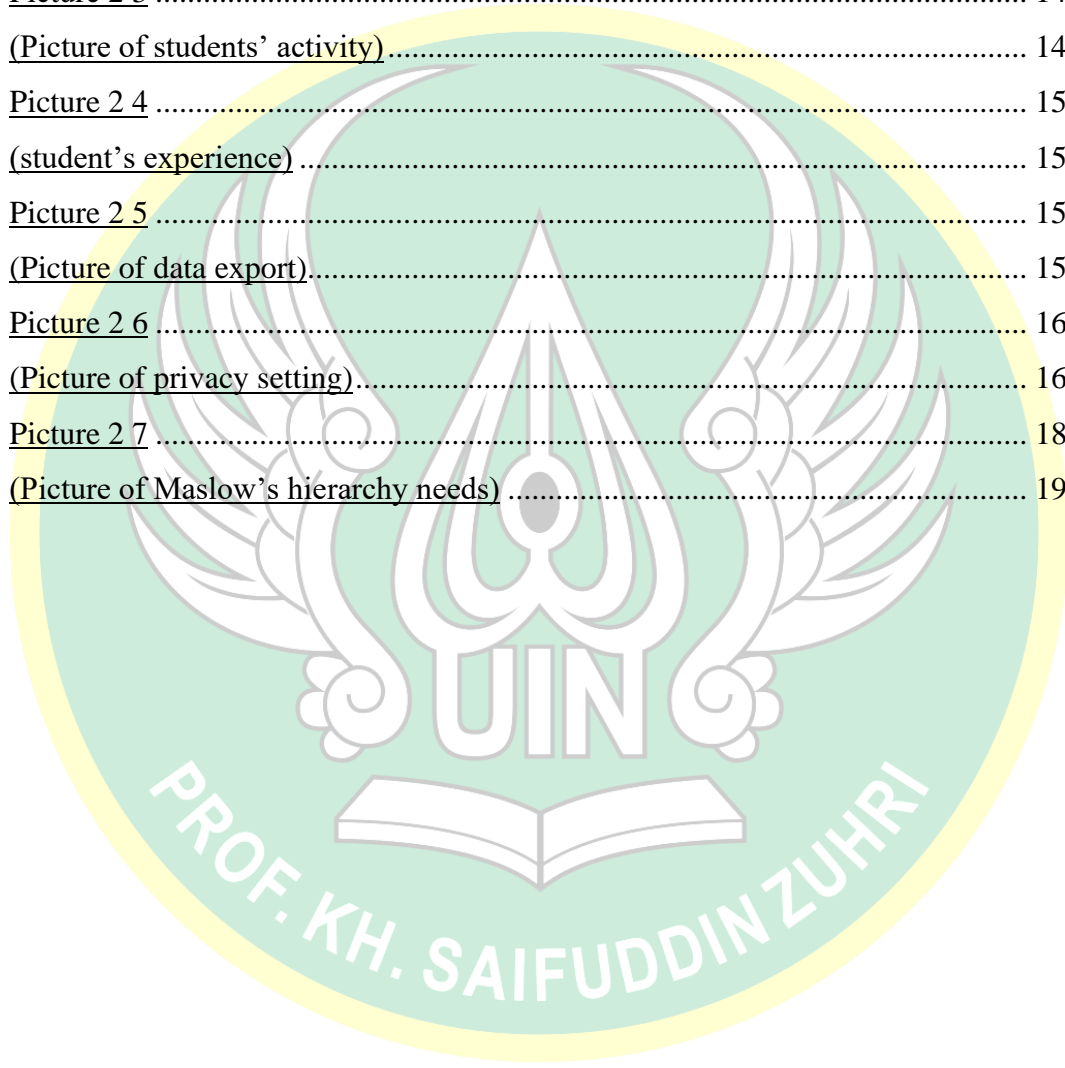 (Picture of students’ activity) ........ 14
Picture 2 4 ........ 15
(student’s experience) ........ 15
Picture 2 5 ........ 15
(Picture of data export)........ 15
Picture 2 6 ........ 16
(Picture of privacy setting)........ 16
Picture 2 7 ........ 18
(Picture of Maslow’s hierarchy needs) ........ 19
UIN
PROF. KH. SAIFUDDIN ZUHRI